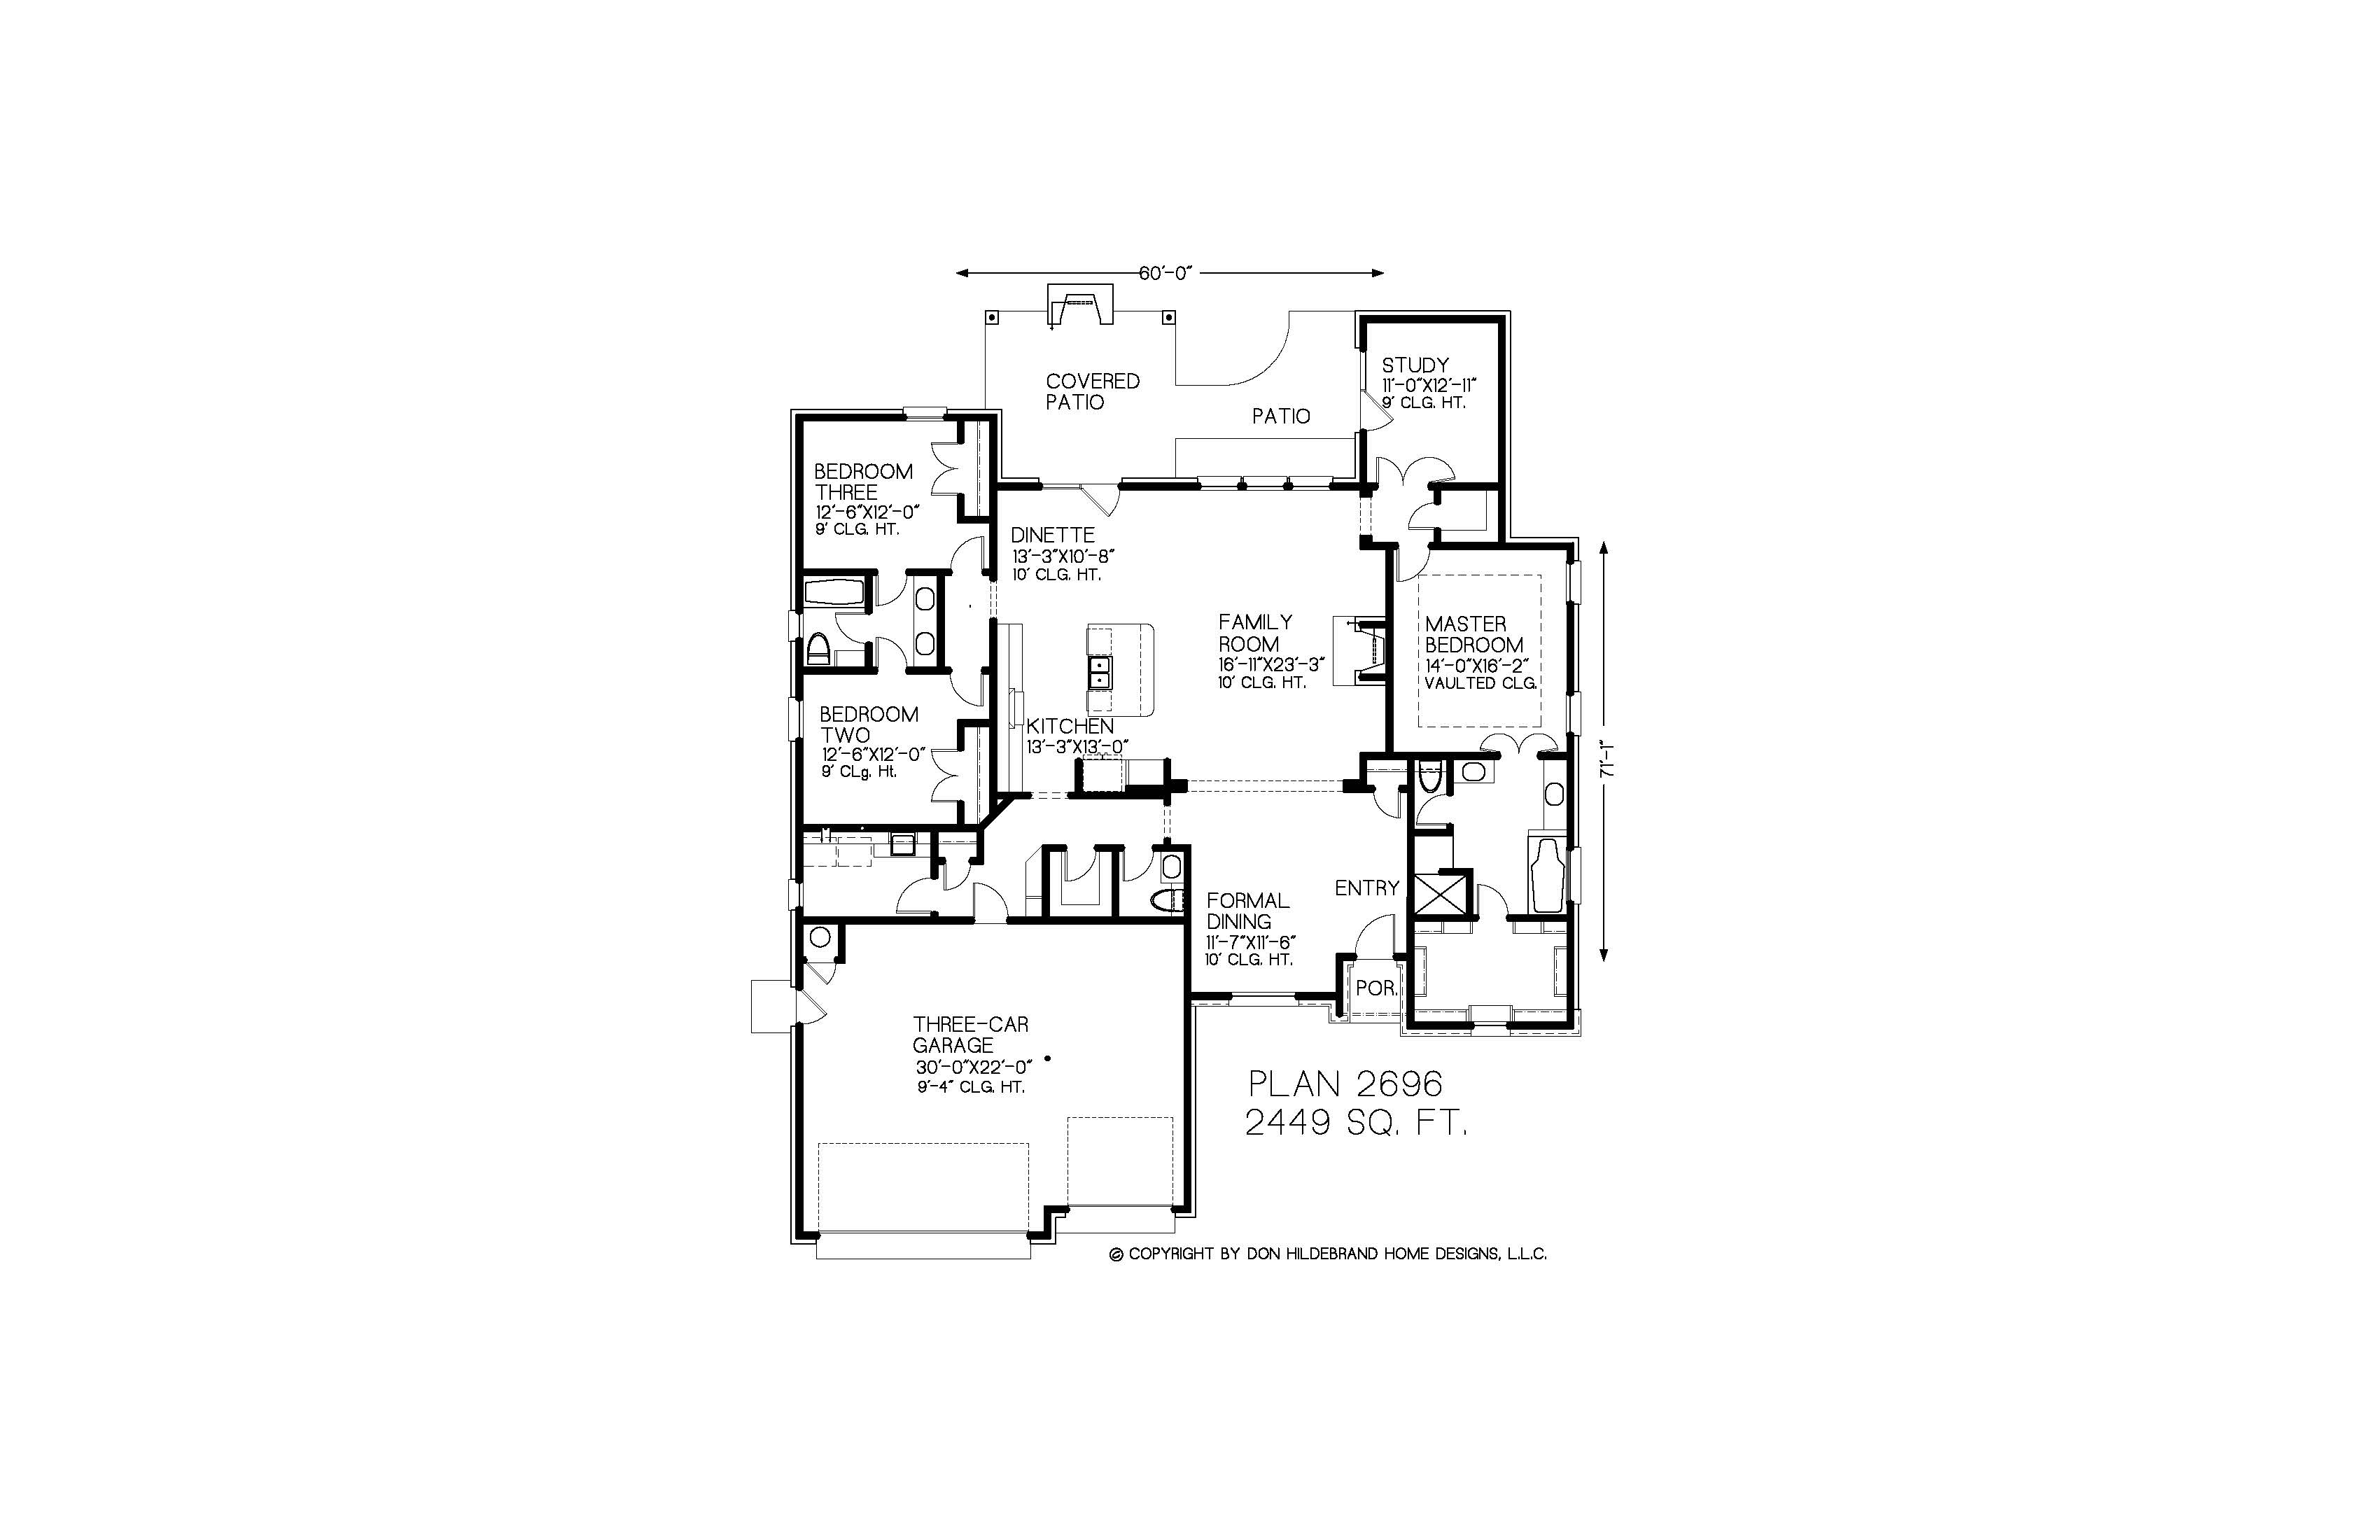 60'-0"
STUDY
11'-0"X12'-11"
9' CLG. HT.
COVERED
PATIO
PATIO
BEDROOM
THREE
12'-6"X12'-0"
9' CLG. HT.
DINETTE
13'-3"X10'-8"
10' CLG. HT.
FAMILY
ROOM
16'-11"X23'-3"
10' CLG. HT.
MASTER
BEDROOM
14'-0"X16'-2"
VAULTED CLG.
BEDROOM
TWO
12'-6"X12'-0"
9' CLg. Ht.
KITCHEN
13'-3"X13'-0"
71'-1"
ENTRY
FORMAL
DINING
11'-7"X11'-6"
10' CLG. HT.
POR.
THREE-CAR
GARAGE
30'-0"X22'-0"
9'-4" CLG. HT.
PLAN 2696
2449 SQ. FT.
© COPYRIGHT BY DON HILDEBRAND HOME DESIGNS, L.L.C.